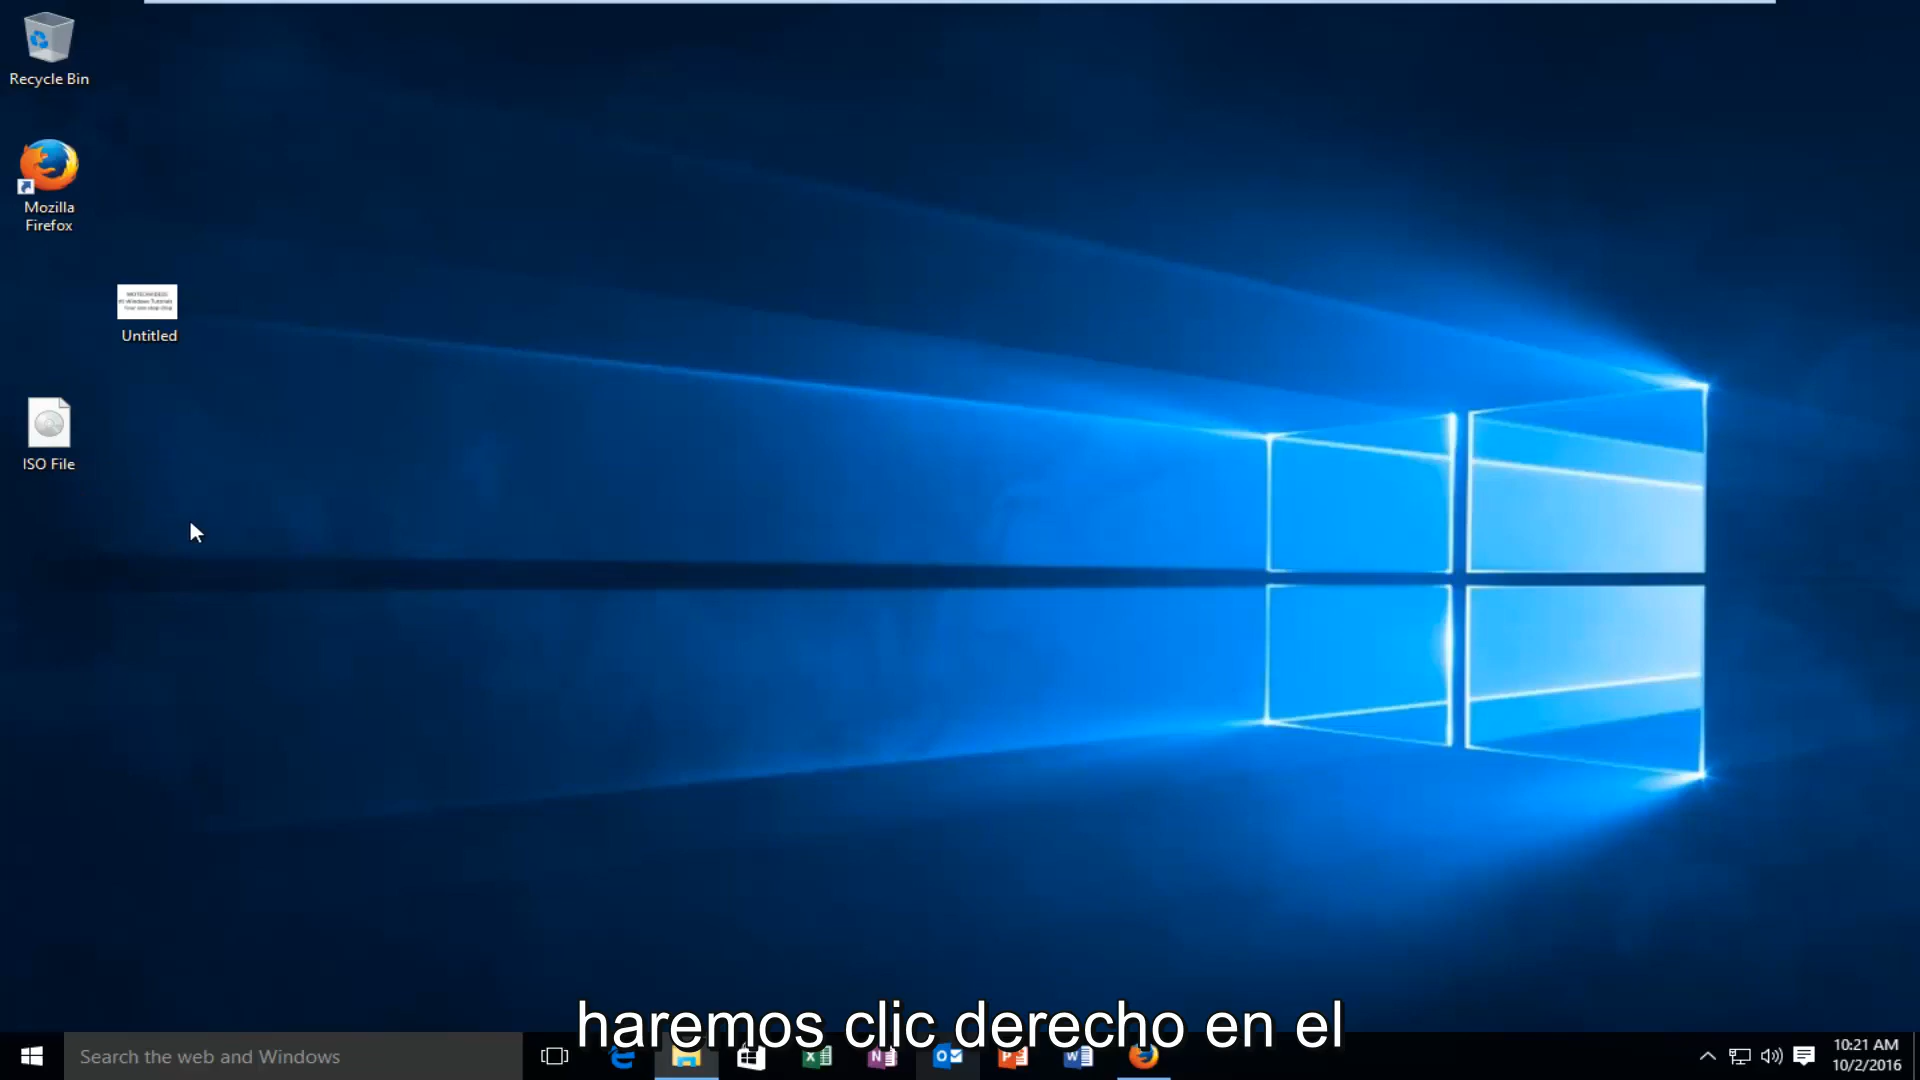 Recycle Bin
Mozilla
Firefox
Untitled
ISO File
haremos clic derecho en el
Search the web and Windows
10:21 AM
10/2/2016